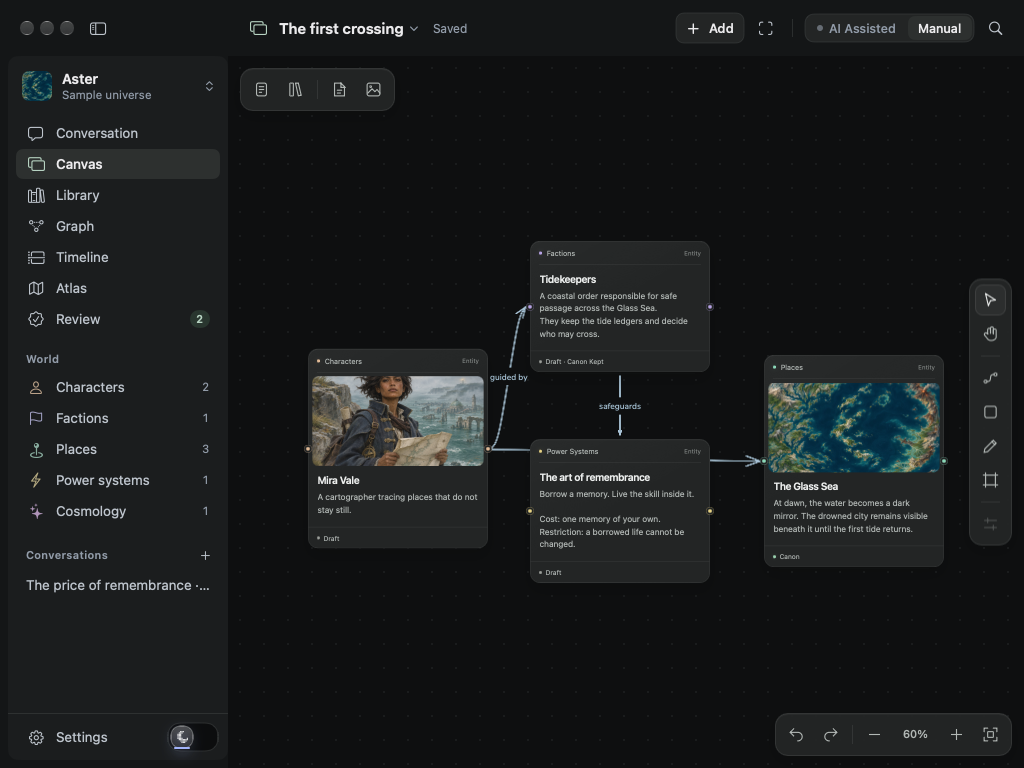 The first crossing
Saved
Add
AI Assisted
Manual
Aster
Sample universe
Conversation
Canvas
Library
Graph
Timeline
Atlas
Review
2
World
Characters
2
Factions
1
Places
3
Power systems
1
Cosmology
1
Conversations
The price of remembrance ·...
Settings
Characters
Entity
Mira Vale
A cartographer tracing places that do not
stay still.
Draft
guided by
Factions
Entity
Tidekeepers
A coastal order responsible for safe
passage across the Glass Sea.
They keep the tide ledgers and decide
who may cross.
Draft · Canon Kept
safeguards
Power Systems
Entity
The art of remembrance
Borrow a memory. Live the skill inside it.
Cost: one memory of your own.
Restriction: a borrowed life cannot be
changed.
Draft
Places
Entity
The Glass Sea
At dawn, the water becomes a dark
mirror. The drowned city remains visible
beneath it until the first tide returns.
Canon
60%